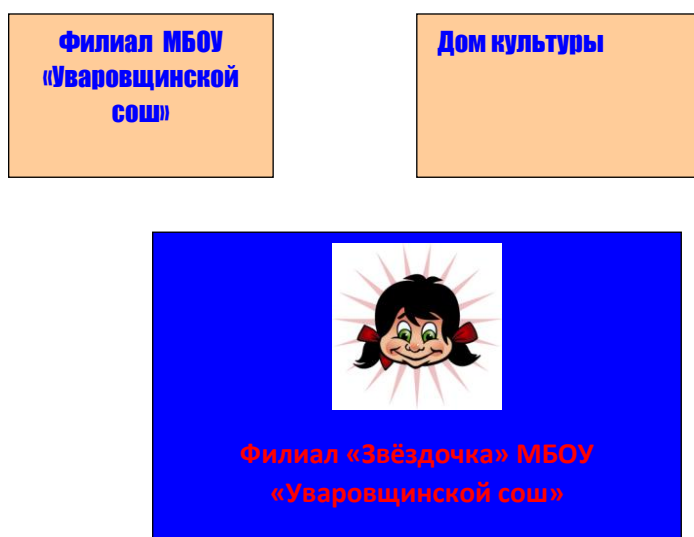 Филиал МБОУ
«Уваровщинской
сош»
Дом культуры
Филиал «Звёздочка» МБОУ
«Уваровщинской сош»